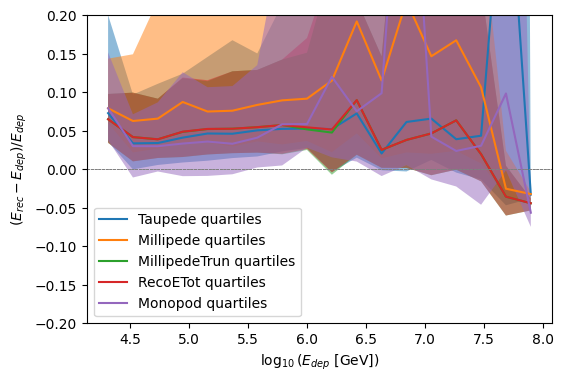 0.20
0.15
0.10
0.05
0.00
−0.05
−0.10
−0.15
−0.20
(E_rec − E_dep)/E_dep
Taupede quartiles
Millipede quartiles
MillipedeTrun quartiles
RecoETot quartiles
Monopod quartiles
4.5 5.0 5.5 6.0 6.5 7.0 7.5 8.0
log10 (E_dep [GeV])